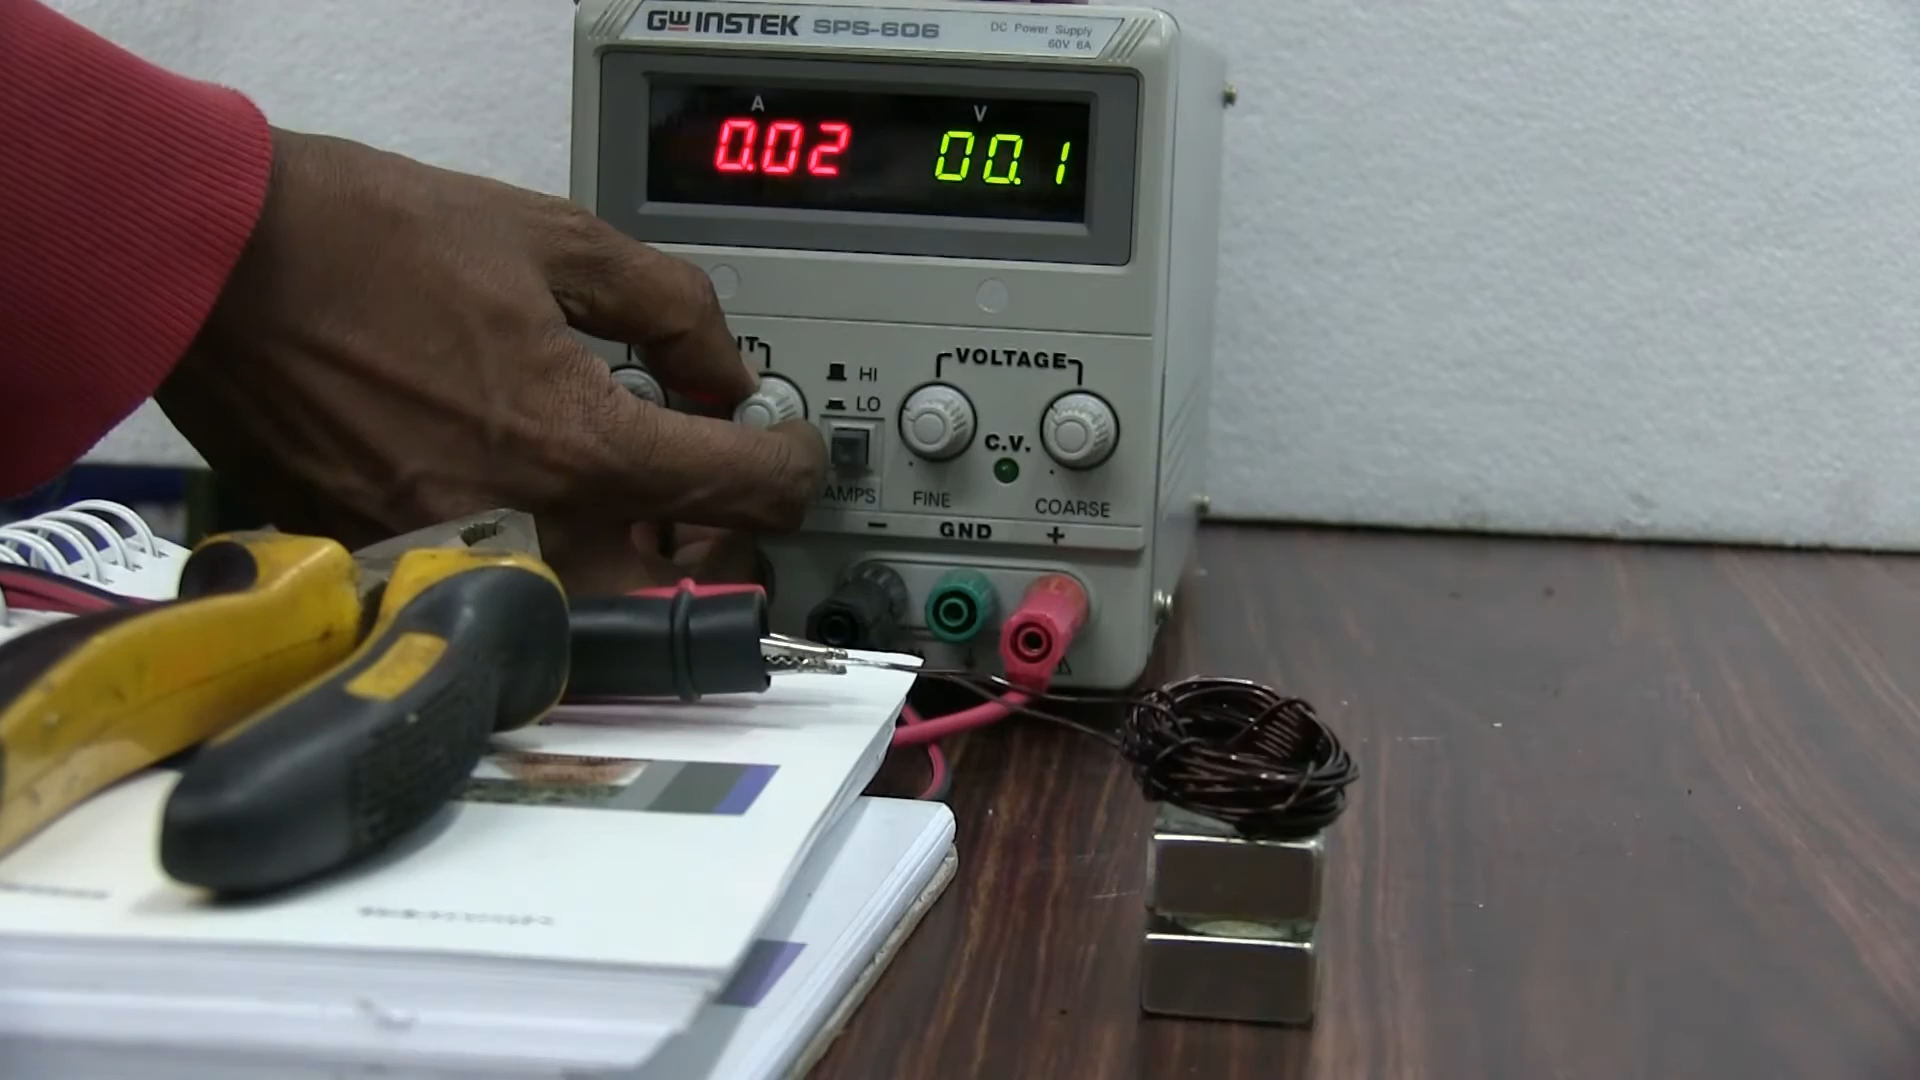 GW INSTEK SPS-606
DC Power Supply
60V 6A
A V
0.02 00.1
VOLTAGE
HI
LO
C.V.
AMPS FINE COARSE
- GND +